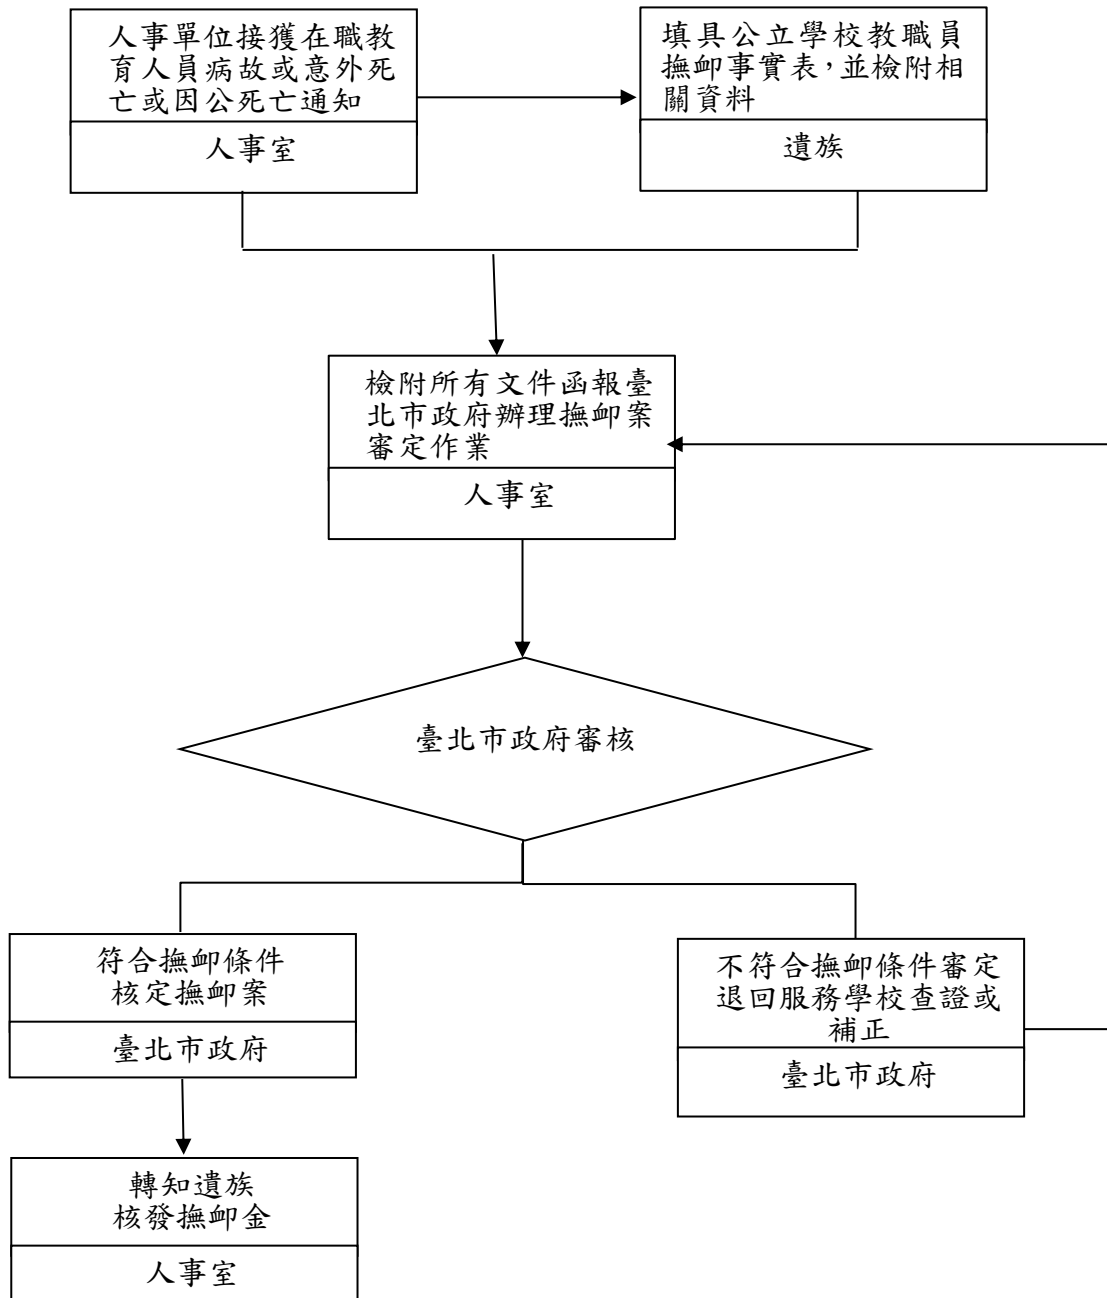 人事單位接獲在職教
育人員病故或意外死
亡或因公死亡通知
人事室
填具公立學校教職員
撫卹事實表，並檢附相
關資料
遺族
檢附所有文件函報臺
北市政府辦理撫卹案
審定作業
人事室
臺北市政府審核
符合撫卹條件
核定撫卹案
臺北市政府
不符合撫卹條件審定
退回服務學校查證或
補正
臺北市政府
轉知遺族
核發撫卹金
人事室